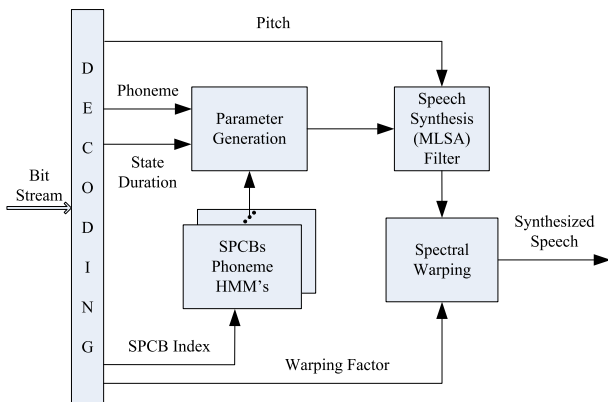 Pitch
DECODING
Phoneme
State
Duration
Bit
Stream
Parameter
Generation
Speech
Synthesis
(MLSA)
Filter
SPCBs
Phoneme
HMM's
Spectral
Warping
Synthesized
Speech
SPCB Index
Warping Factor